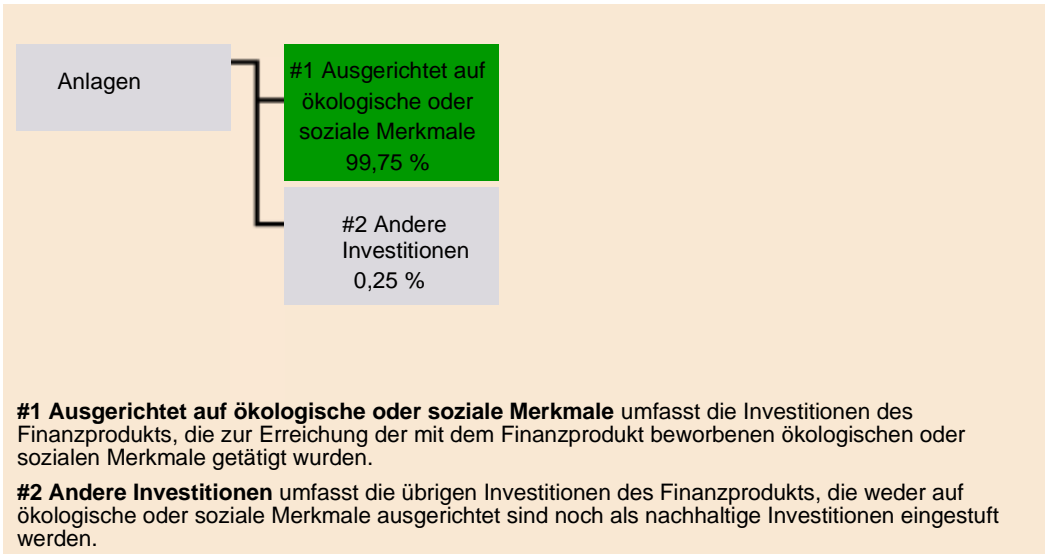 Anlagen
#1 Ausgerichtet auf
ökologische oder
soziale Merkmale
99,75 %
#2 Andere
Investitionen
0,25 %
#1 Ausgerichtet auf ökologische oder soziale Merkmale umfasst die Investitionen des
Finanzprodukts, die zur Erreichung der mit dem Finanzprodukt beworbenen ökologischen oder
sozialen Merkmale getätigt wurden.
#2 Andere Investitionen umfasst die übrigen Investitionen des Finanzprodukts, die weder auf
ökologische oder soziale Merkmale ausgerichtet sind noch als nachhaltige Investitionen eingestuft
werden.